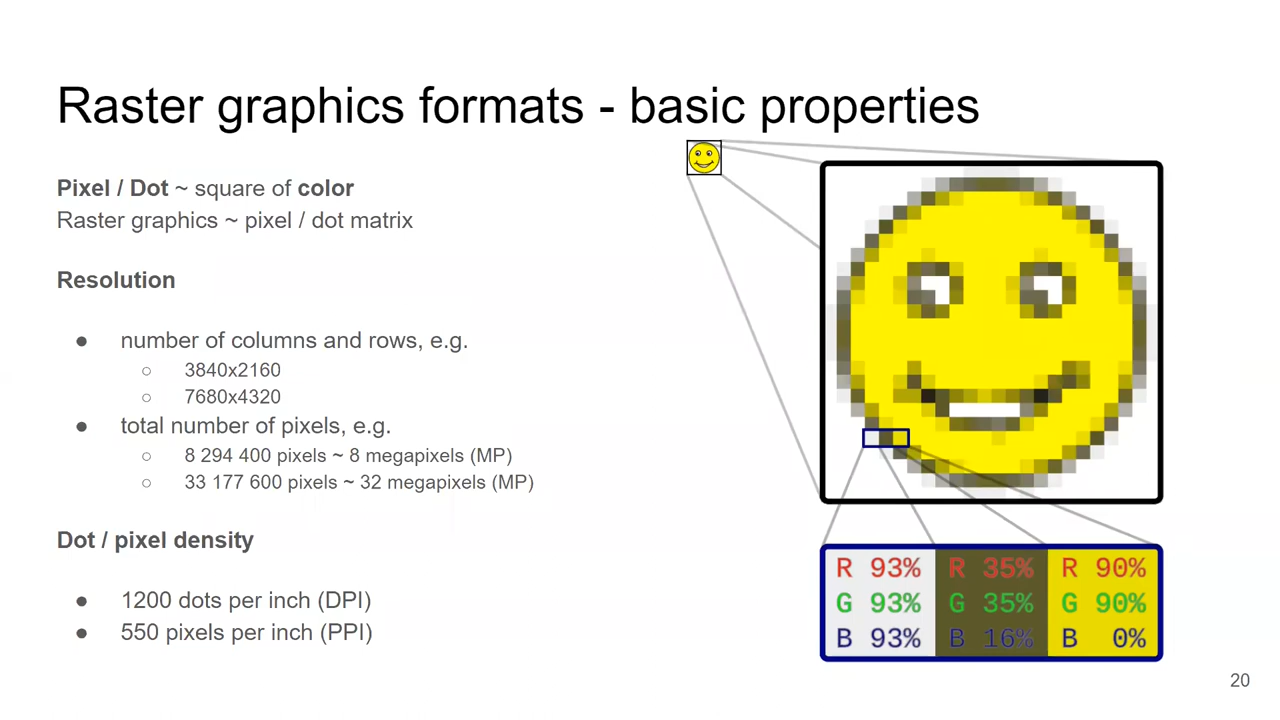 Raster graphics formats - basic properties
Pixel / Dot ~ square of color
Raster graphics ~ pixel / dot matrix
Resolution
● number of columns and rows, e.g.
○ 3840x2160
○ 7680x4320
● total number of pixels, e.g.
○ 8 294 400 pixels ~ 8 megapixels (MP)
○ 33 177 600 pixels ~ 32 megapixels (MP)
Dot / pixel density
● 1200 dots per inch (DPI)
● 550 pixels per inch (PPI)
R 93% R 35% R 90%
G 93% G 35% G 90%
B 93% B 16% B 0%
20